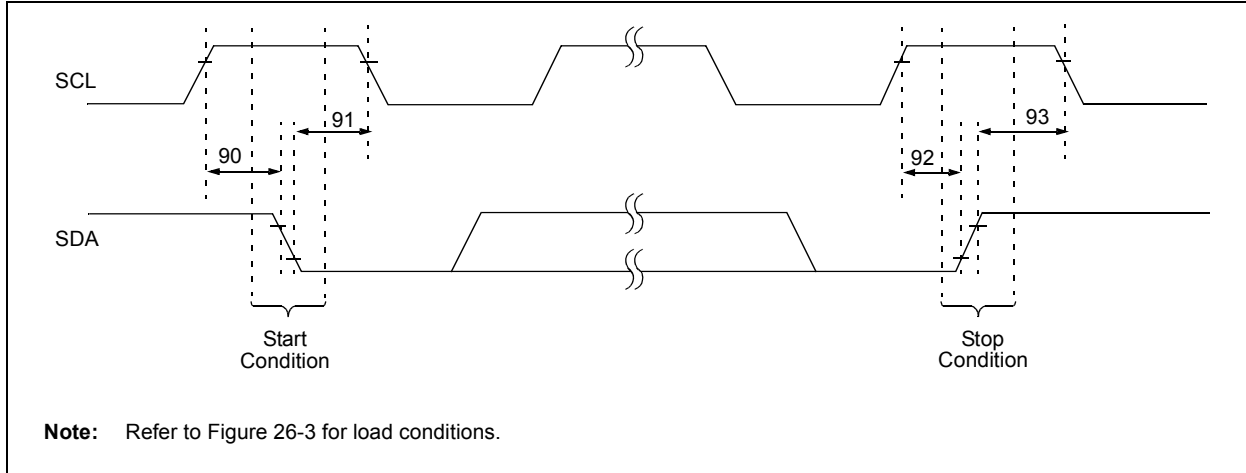 SCL
91
93
90
92
SDA
Start
Condition
Stop
Condition
Note: Refer to Figure 26-3 for load conditions.